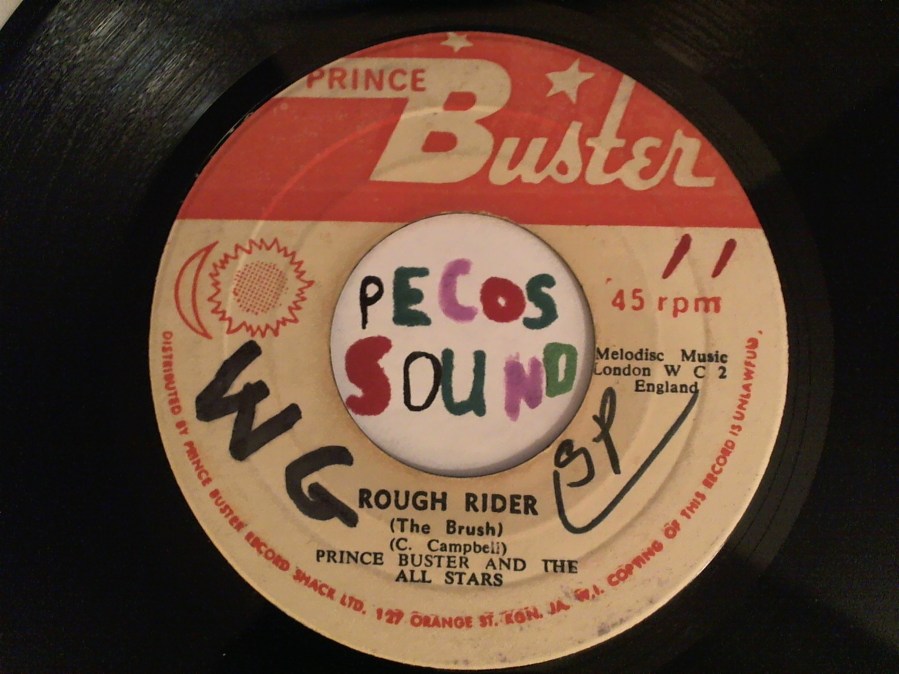 PRINCE
Buster
11
45 rpm
Melodisc Music
London W C 2
England
PECOS
SOUND
WG
SP
ROUGH RIDER
(The Brush)
(C. Campbell)
PRINCE BUSTER AND THE
ALL STARS
DISTRIBUTED BY PRINCE BUSTER RECORD SHACK LTD. 127 ORANGE ST. KGN. JA. W.I. COPYING OF THIS RECORD IS UNLAWFUL.